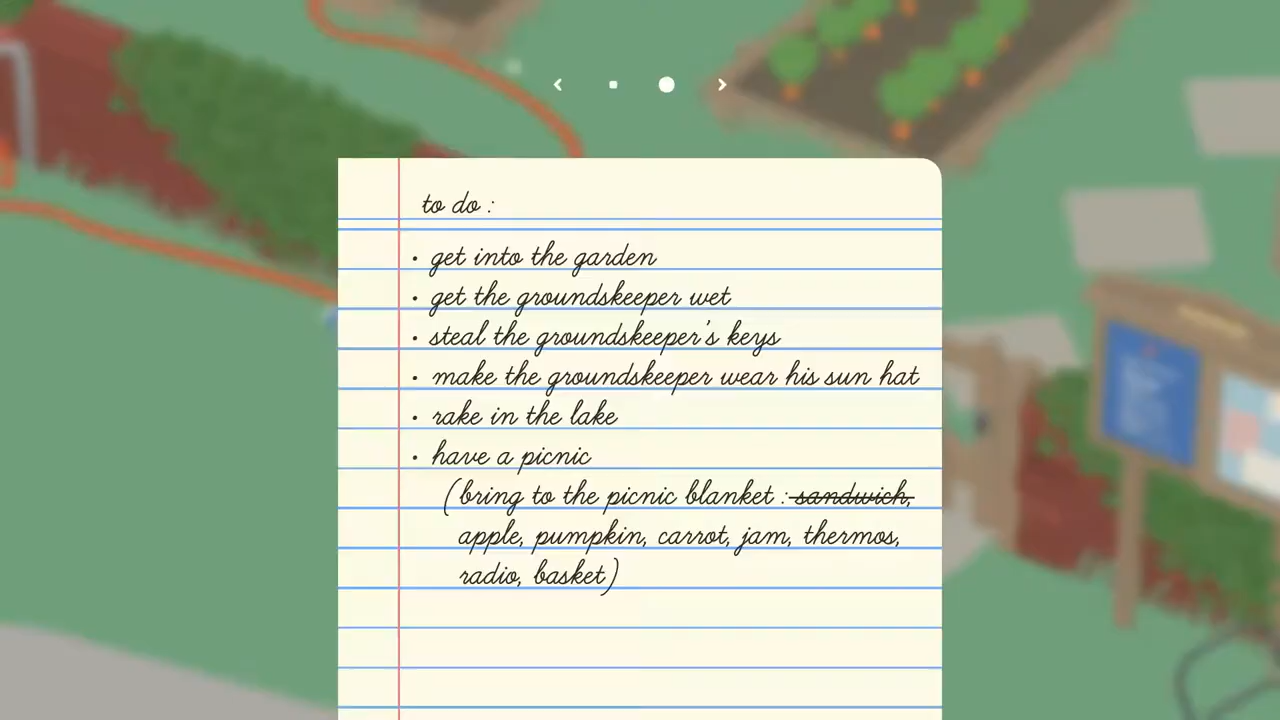 to do :
• get into the garden
• get the groundskeeper wet
• steal the groundskeeper's keys
• make the groundskeeper wear his sun hat
• rake in the lake
• have a picnic
(bring to the picnic blanket : sandwich,
apple, pumpkin, carrot, jam, thermos,
radio, basket)